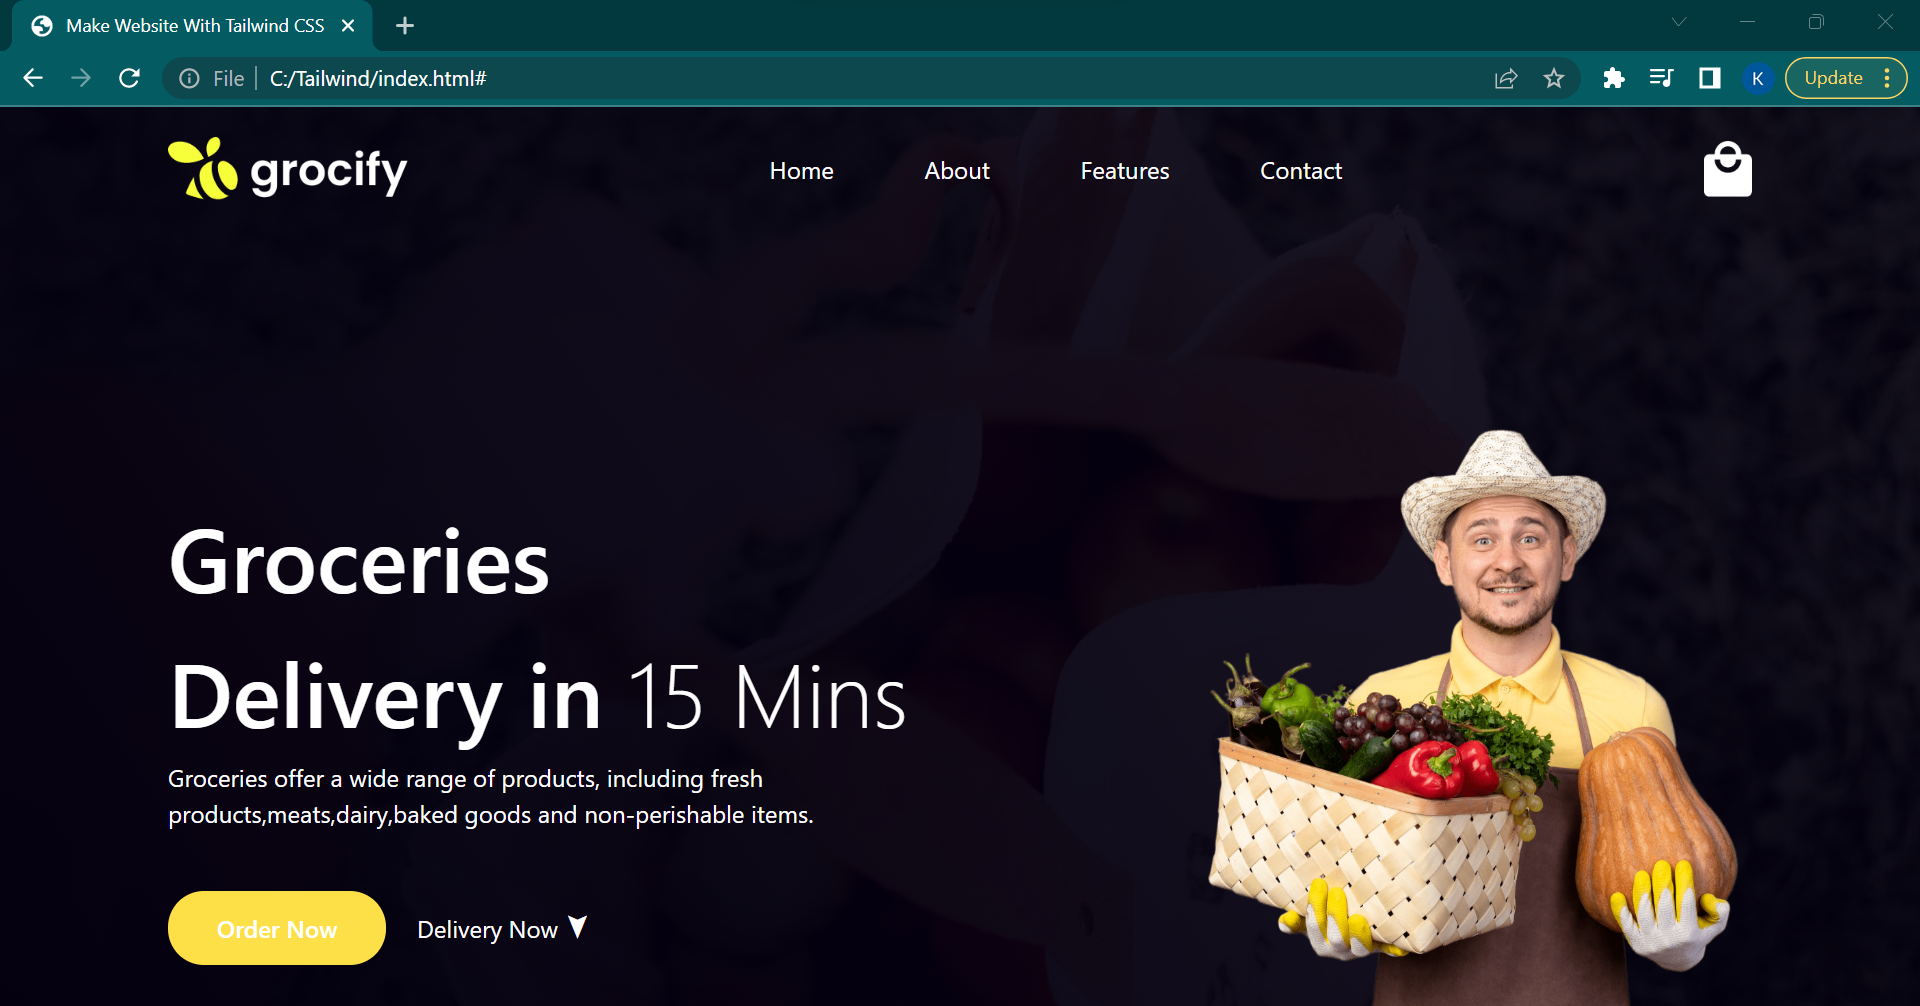 Make Website With Tailwind CSS
File C:/Tailwind/index.html#
K
Update
grocify
Home
About
Features
Contact
Groceries
Delivery in 15 Mins
Groceries offer a wide range of products, including fresh
products,meats,dairy,baked goods and non-perishable items.
Order Now
Delivery Now